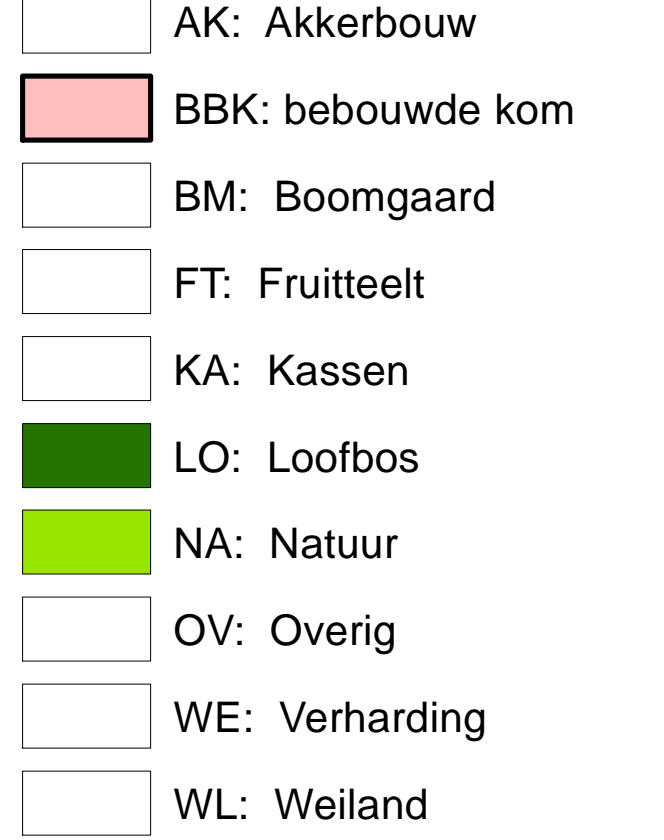 AK: Akkerbouw
BBK: bebouwde kom
BM: Boomgaard
FT: Fruitteelt
KA: Kassen
LO: Loofbos
NA: Natuur
OV: Overig
WE: Verharding
WL: Weiland